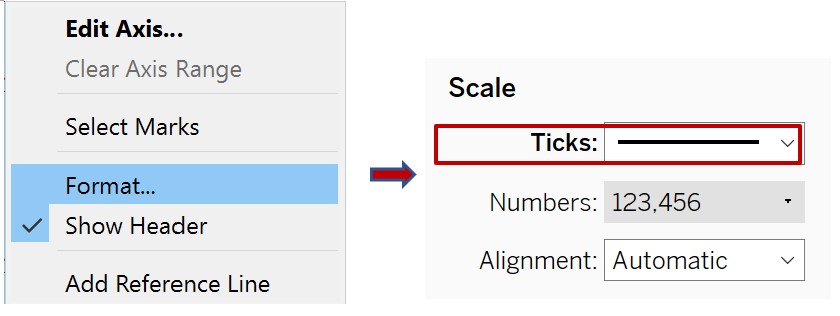 Edit Axis...
Clear Axis Range
Select Marks
Format...
Show Header
Add Reference Line
Scale
Ticks:
Numbers: 123,456
Alignment: Automatic